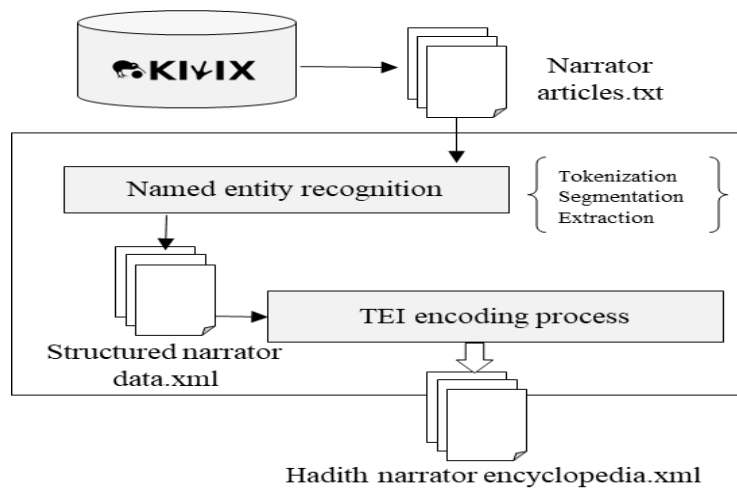 KIWIX
Narrator
articles.txt
Named entity recognition
Tokenization
Segmentation
Extraction
Structured narrator
data.xml
TEI encoding process
Hadith narrator encyclopedia.xml